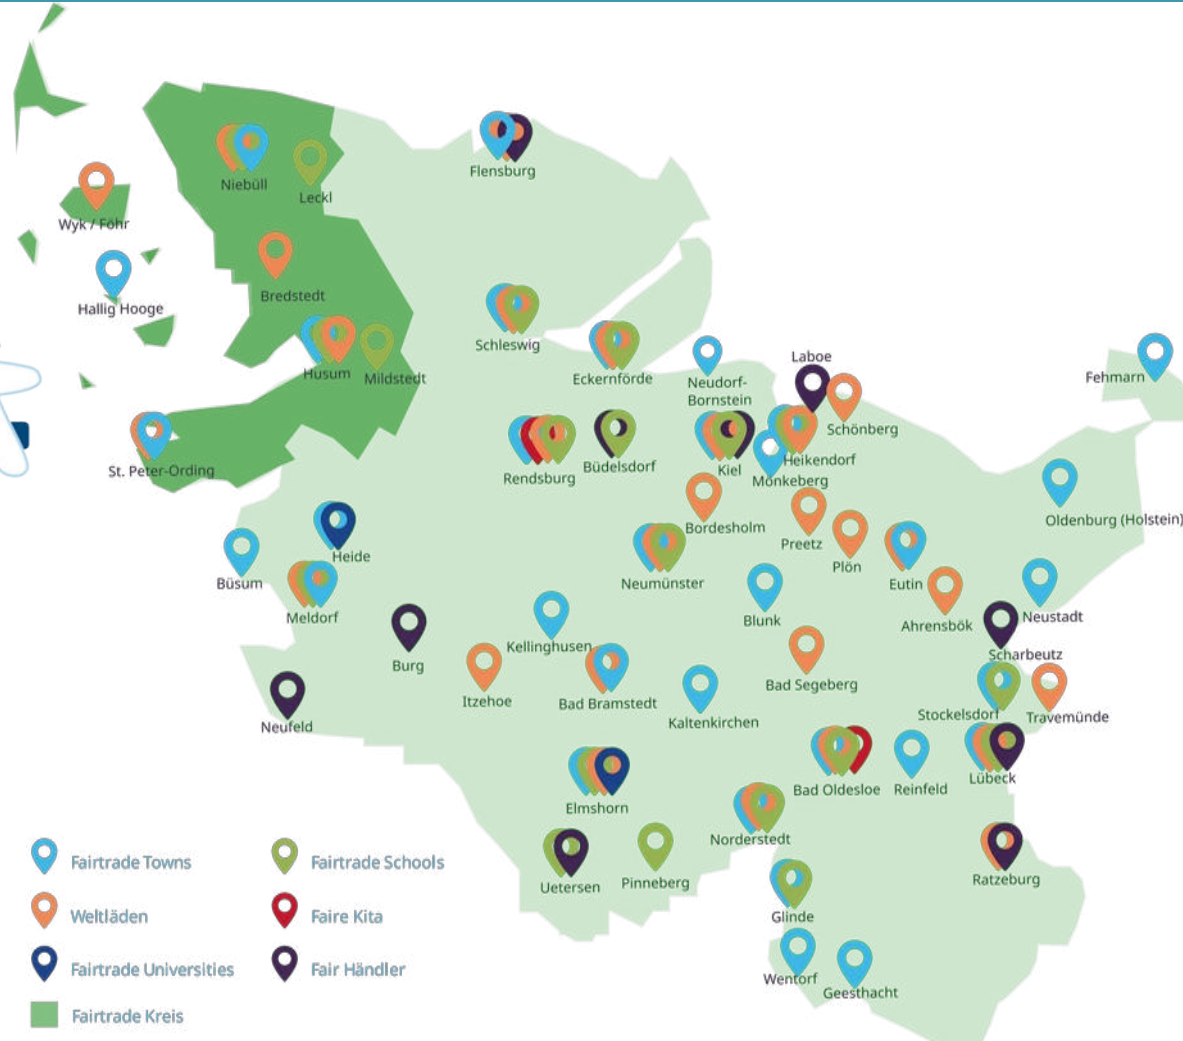 Flensburg
Niebüll
Leckl
Wyk / Föhr
Bredstedt
Hallig Hooge
Schleswig
Husum
Mildstedt
Eckernförde
Neudorf-
Bornstein
Laboe
Fehmarn
Schönberg
St. Peter-Ording
Rendsburg
Büdelsdorf
Kiel
Heikendorf
Mönkeberg
Bordesholm
Oldenburg (Holstein)
Preetz
Heide
Plön
Büsum
Neumünster
Eutin
Meldorf
Blunk
Ahrensbök
Neustadt
Kellinghusen
Scharbeutz
Burg
Bad Segeberg
Itzehoe
Bad Bramstedt
Kaltenkirchen
Stockelsdorf
Travemünde
Neufeld
Lübeck
Bad Oldesloe
Reinfeld
Elmshorn
Norderstedt
Uetersen
Pinneberg
Ratzeburg
Glinde
Wentorf
Geesthacht
Fairtrade Towns
Fairtrade Schools
Weltläden
Faire Kita
Fairtrade Universities
Fair Händler
Fairtrade Kreis